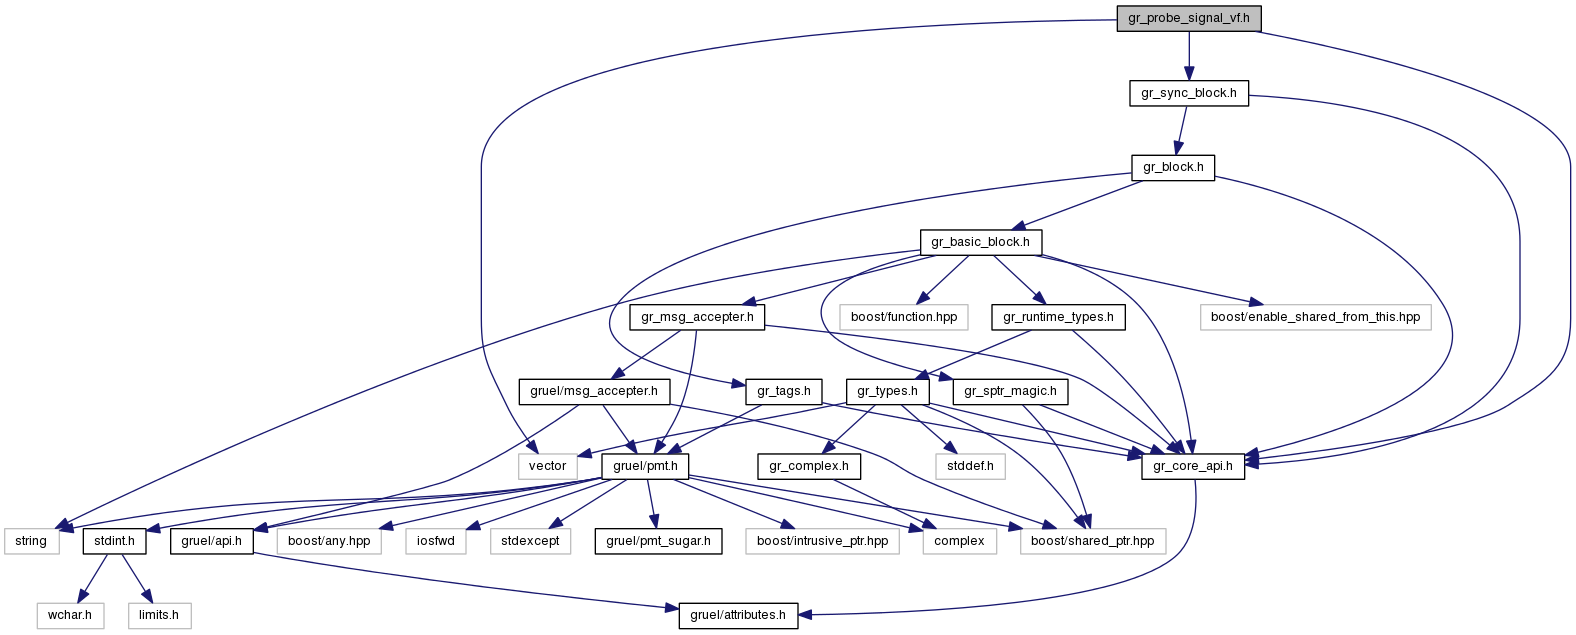 gr_probe_signal_vf.h
gr_sync_block.h
gr_block.h
gr_basic_block.h
gr_msg_accepter.h
boost/function.hpp
gr_runtime_types.h
boost/enable_shared_from_this.hpp
gruel/msg_accepter.h
gr_tags.h
gr_types.h
gr_sptr_magic.h
vector
gruel/pmt.h
gr_complex.h
stddef.h
gr_core_api.h
string
stdint.h
gruel/api.h
boost/any.hpp
iosfwd
stdexcept
gruel/pmt_sugar.h
boost/intrusive_ptr.hpp
complex
boost/shared_ptr.hpp
wchar.h
limits.h
gruel/attributes.h